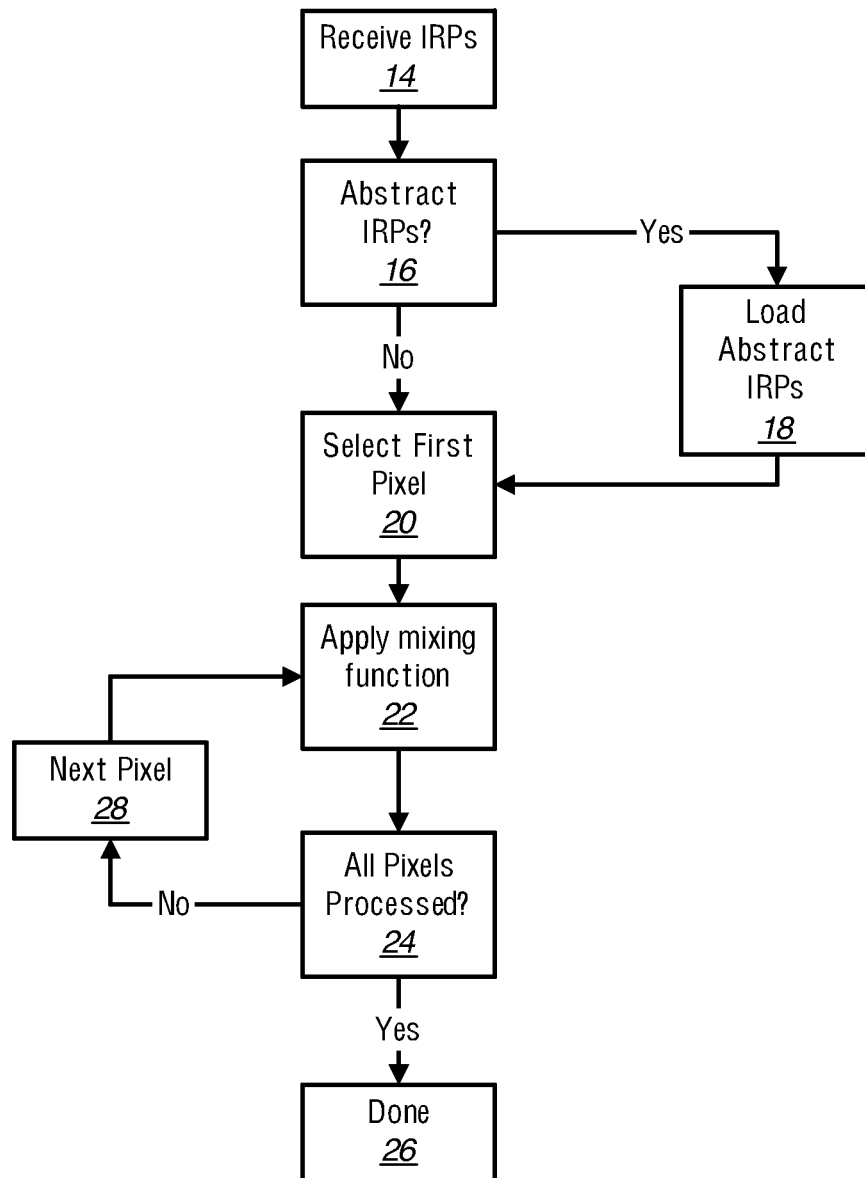 Receive IRPs
14
Abstract
IRPs?
16
Yes
Load
Abstract
IRPs
18
No
Select First
Pixel
20
Apply mixing
function
22
Next Pixel
28
All Pixels
Processed?
24
No
Yes
Done
26